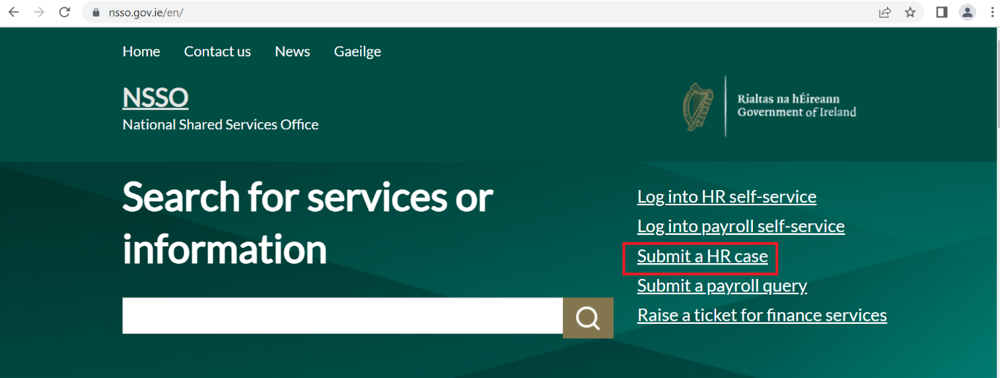 nsso.gov.ie/en/
Home Contact us News Gaeilge
NSSO
National Shared Services Office
Rialtas na hÉireann
Government of Ireland
Search for services or
information
Log into HR self-service
Log into payroll self-service
Submit a HR case
Submit a payroll query
Raise a ticket for finance services